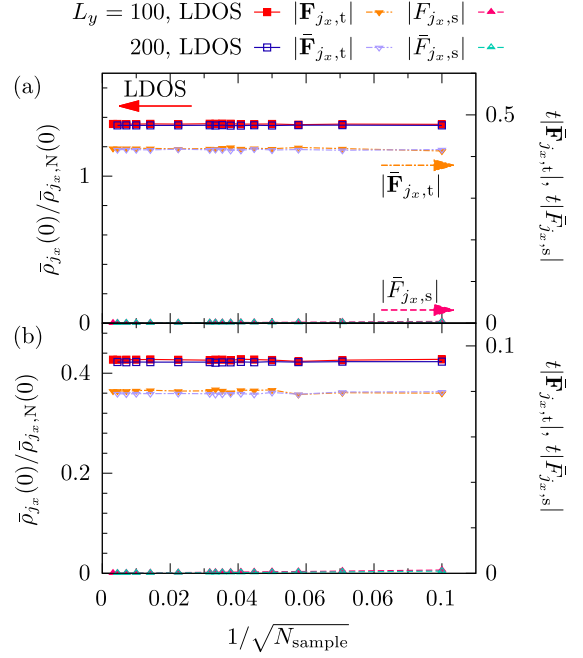 L_y = 100, LDOS |𝐅_{j_x,t}| |F_{j_x,s}|
200, LDOS |𝐅̄_{j_x,t}| |F̄_{j_x,s}|
(a)
LDOS
ρ̄_{j_x}(0)/ρ̄_{j_x,N}(0)
1
0
0.5
0
t|𝐅̄_{j_x,t}|, t|F̄_{j_x,s}|
|𝐅̄_{j_x,t}|
|F̄_{j_x,s}|
(b)
ρ̄_{j_x}(0)/ρ̄_{j_x,N}(0)
0.4
0.2
0
0.1
0
t|𝐅̄_{j_x,t}|, t|F̄_{j_x,s}|
0 0.02 0.04 0.06 0.08 0.1
1/√N_sample